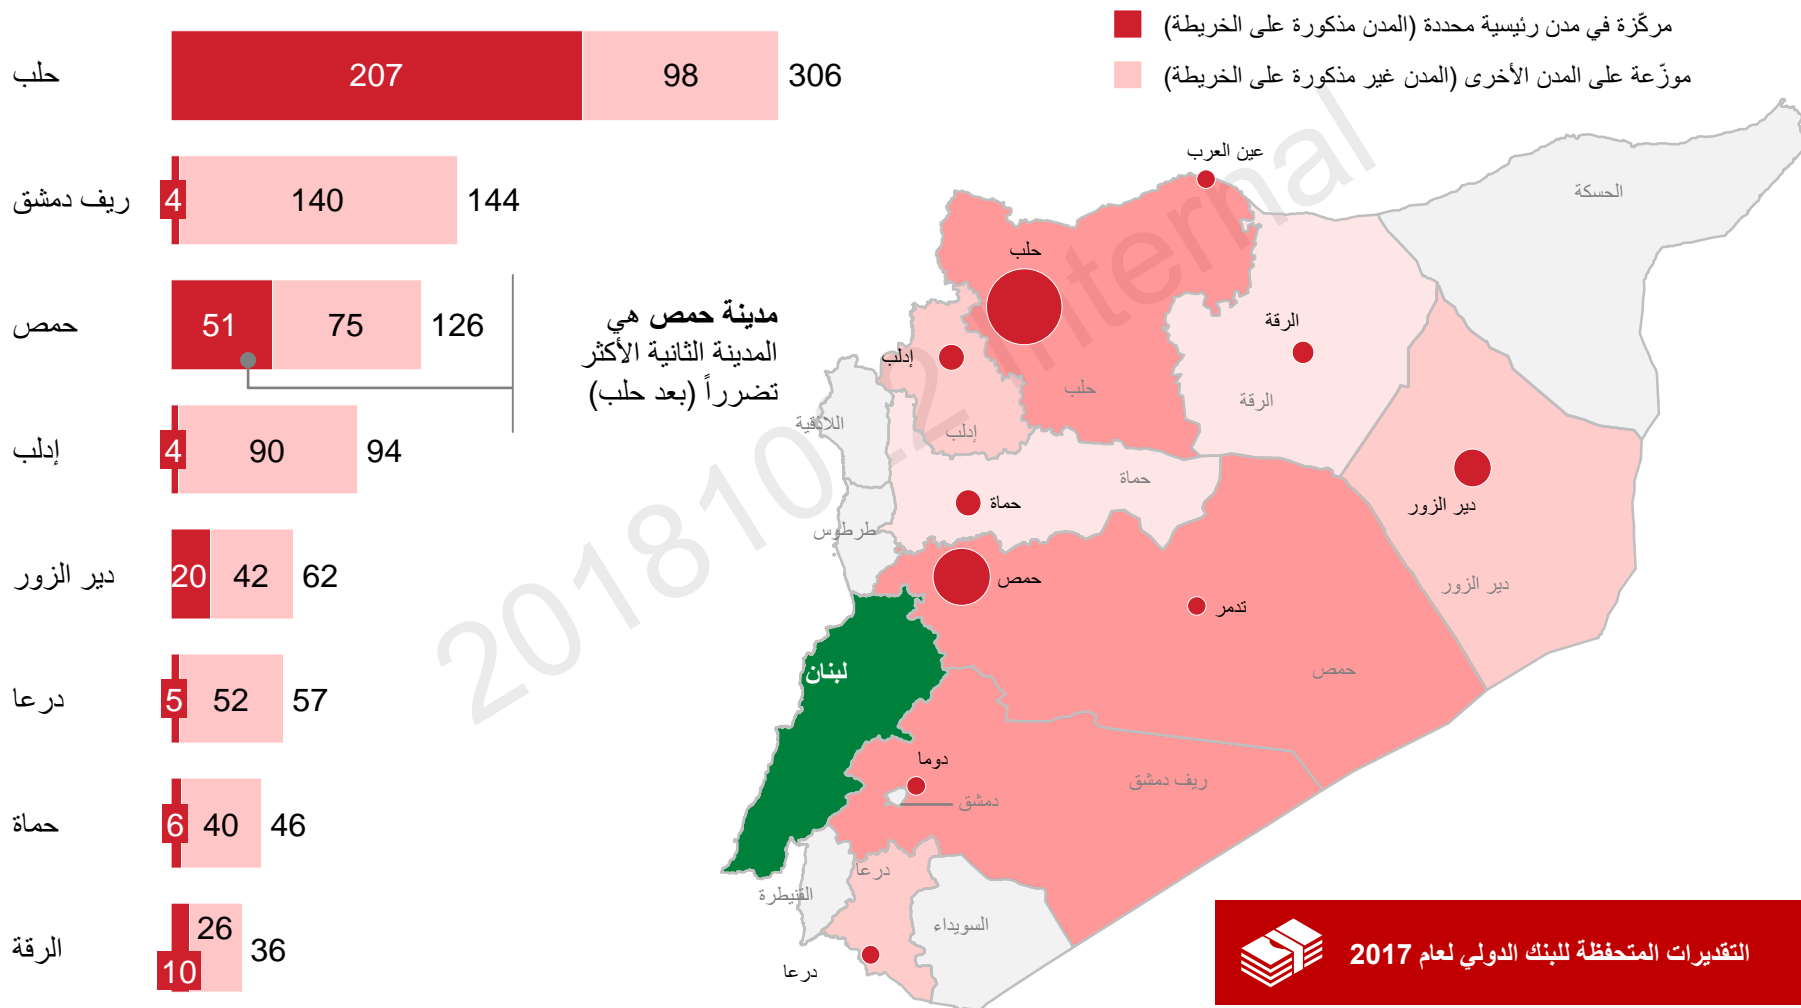 مركّزة في مدن رئيسية محددة (المدن مذكورة على الخريطة)
موزّعة على المدن الأخرى (المدن غير مذكورة على الخريطة)
حلب
207
98
306
ريف دمشق
4
140
144
حمص
51
75
126
مدينة حمص هي
المدينة الثانية الأكثر
تضرراً (بعد حلب)
إدلب
4
90
94
دير الزور
20
42
62
درعا
5
52
57
حماة
6
40
46
الرقة
10
26
36
عين العرب
الحسكة
حلب
الرقة
إدلب
حلب
الرقة
اللاذقية
إدلب
حماة
حماة
دير الزور
طرطوس
حمص
تدمر
دير الزور
لبنان
حمص
دوما
ريف دمشق
دمشق
درعا
القنيطرة
السويداء
درعا
التقديرات المتحفظة للبنك الدولي لعام 2017
20181022 Internal